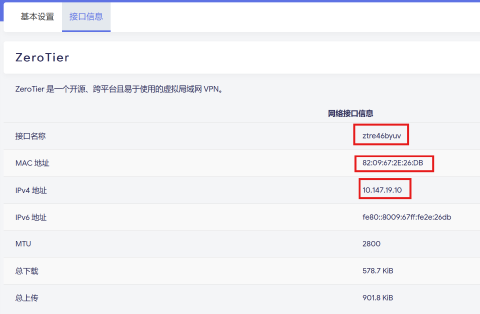 基本设置 接口信息
ZeroTier
ZeroTier 是一个开源、跨平台且易于使用的虚拟局域网 VPN。
网络接口信息
接口名称 ztre46byuv
MAC 地址 82:09:67:2E:26:DB
IPv4 地址 10.147.19.10
IPv6 地址 fe80::8009:67ff:fe2e:26db
MTU 2800
总下载 578.7 KiB
总上传 901.8 KiB